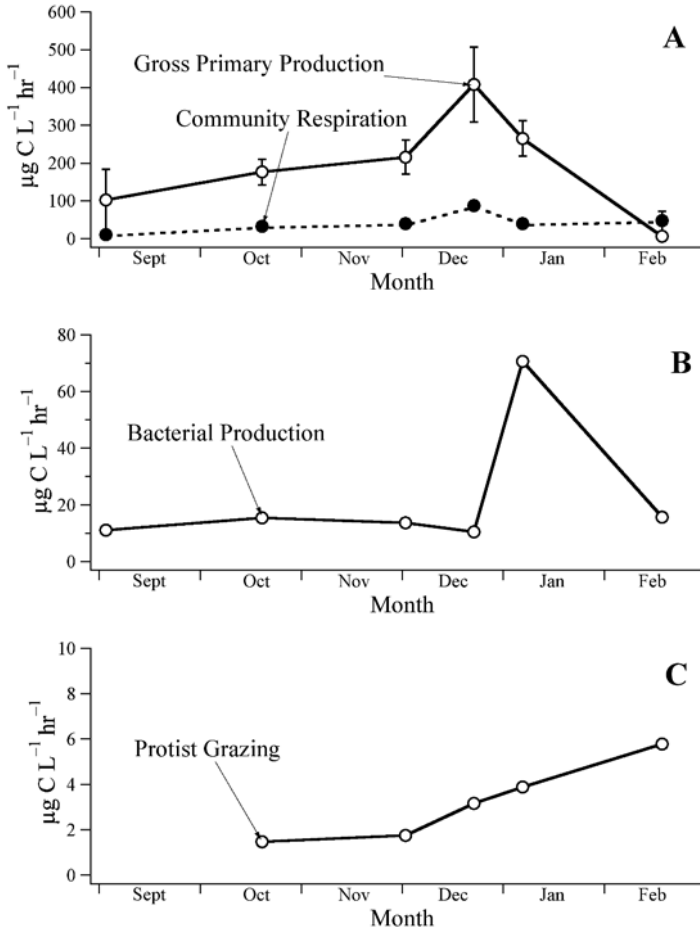 A
600
500
400
300
200
100
0
µg C L⁻¹ hr⁻¹
Gross Primary Production
Community Respiration
Sept Oct Nov Dec Jan Feb
Month
B
80
60
40
20
0
µg C L⁻¹ hr⁻¹
Bacterial Production
Sept Oct Nov Dec Jan Feb
Month
C
10
8
6
4
2
0
µg C L⁻¹ hr⁻¹
Protist Grazing
Sept Oct Nov Dec Jan Feb
Month